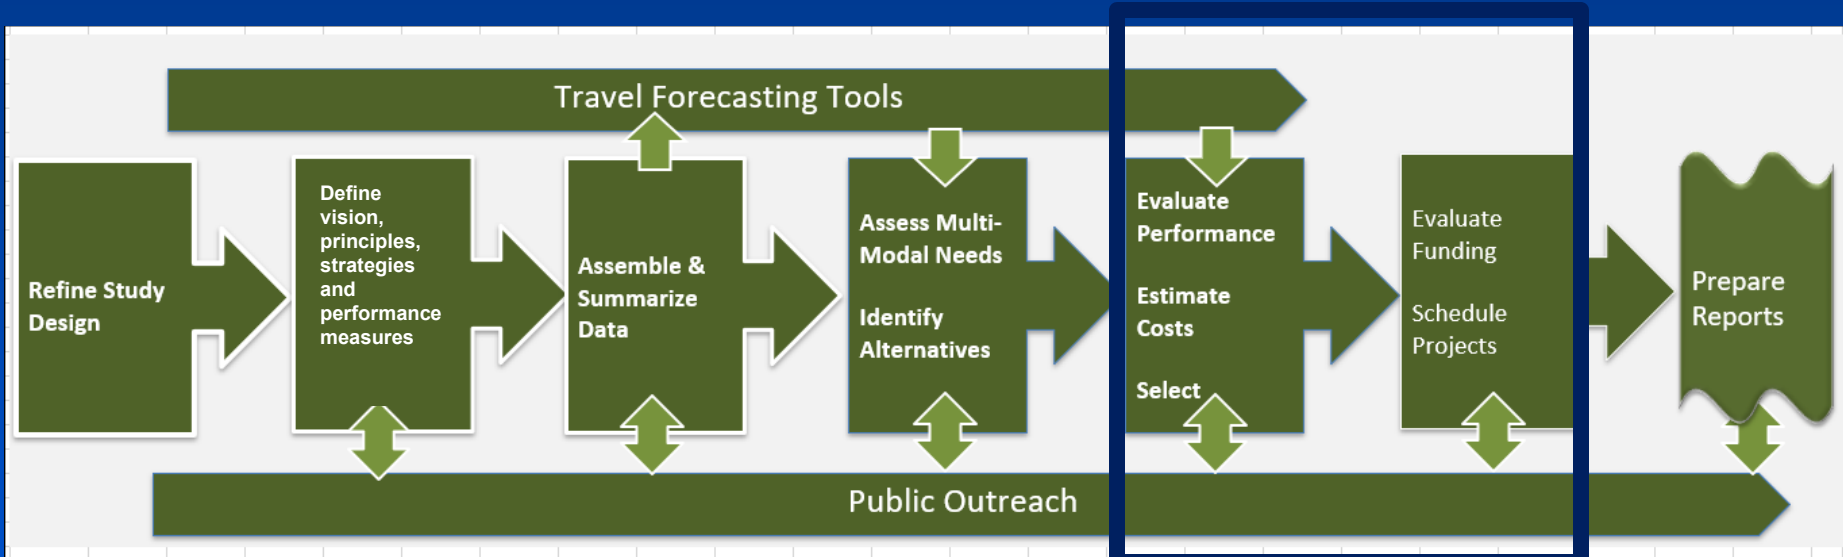 Travel Forecasting Tools
Refine Study
Design
Define
vision,
principles,
strategies
and
performance
measures
Assemble &
Summarize
Data
Assess Multi-
Modal Needs
Identify
Alternatives
Evaluate
Performance
Estimate
Costs
Select
Evaluate
Funding
Schedule
Projects
Prepare
Reports
Public Outreach